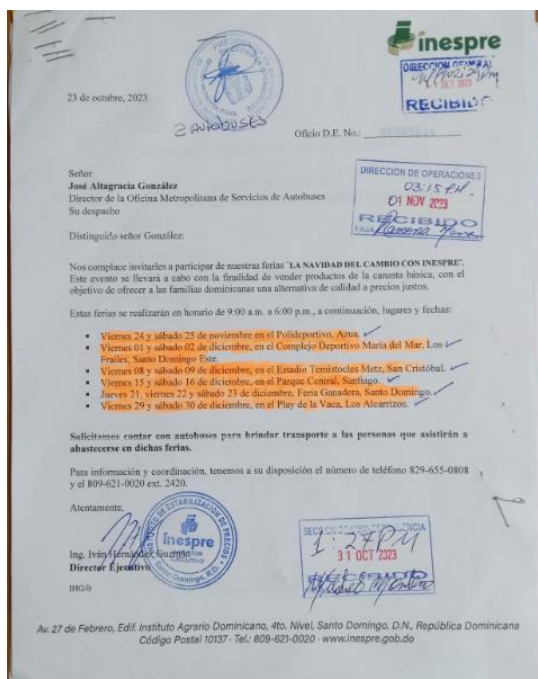 inespre
DIRECCION GENERAL
31 OCT 2023
RECIBIDO
23 de octubre, 2023
2 AUTOBUSES
Oficio D.E. No.:
Señor
José Altagracia González
Director de la Oficina Metropolitana de Servicios de Autobuses
Su despacho
DIRECCION DE OPERACIONES
03:15 P.M.
01 NOV 2023
RECIBIDO
Distinguido señor González:
Nos complace invitarles a participar de nuestras ferias "LA NAVIDAD DEL CAMBIO CON INESPRE".
Este evento se llevará a cabo con la finalidad de vender productos de la canasta básica, con el
objetivo de ofrecer a las familias dominicanas una alternativa de calidad a precios justos.
Estas ferias se realizarán en horario de 9:00 a.m. a 6:00 p.m., a continuación, lugares y fechas:
▪ Viernes 24 y sábado 25 de noviembre en el Polideportivo, Azua.
▪ Viernes 01 y sábado 02 de diciembre, en el Complejo Deportivo María del Mar, Los
Frailes, Santo Domingo Este.
▪ Viernes 08 y sábado 09 de diciembre, en el Estadio Temístocles Metz, San Cristóbal.
▪ Viernes 15 y sábado 16 de diciembre, en el Parque Central, Santiago.
▪ Jueves 21, viernes 22 y sábado 23 de diciembre, Feria Ganadera, Santo Domingo.
▪ Viernes 29 y sábado 30 de diciembre, en el Play de la Vaca, Los Alcarrizos.
Solicitamos contar con autobuses para brindar transporte a las personas que asistirán a
abastecerse en dichas ferias.
Para información y coordinación, tenemos a su disposición el número de teléfono 829-655-0808
y el 809-621-0020 ext. 2420.
Atentamente,
inespre
Ing. Iván Hernández Guzmán
Director Ejecutivo
IHG/ir
1:27 PM
31 OCT 2023
RECIBIDO
Av. 27 de Febrero, Edif. Instituto Agrario Dominicano, 4to. Nivel, Santo Domingo, D.N., República Dominicana
Código Postal 10137- Tel.: 809-621-0020 - www.inespre.gob.do